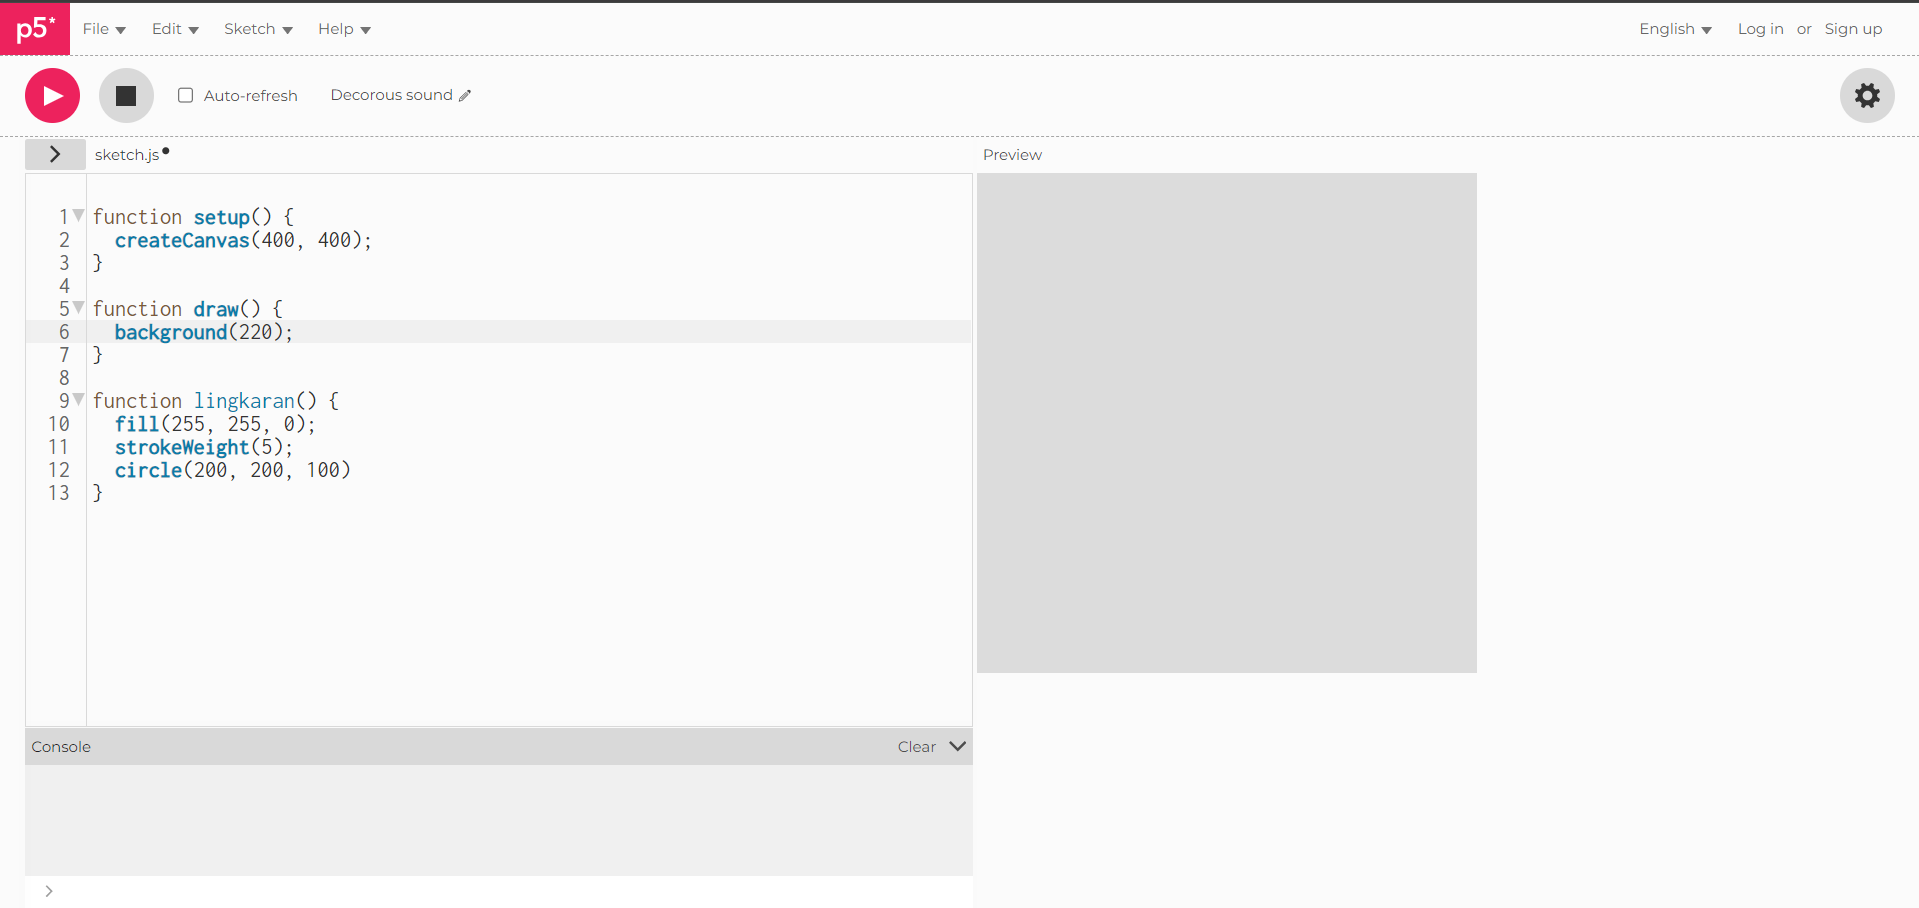 p5* File Edit Sketch Help English Log in or Sign up
Auto-refresh Decorous sound
sketch.js Preview
1 function setup() {
2   createCanvas(400, 400);
3 }
4
5 function draw() {
6   background(220);
7 }
8
9 function lingkaran() {
10   fill(255, 255, 0);
11   strokeWeight(5);
12   circle(200, 200, 100)
13 }
Console Clear
>